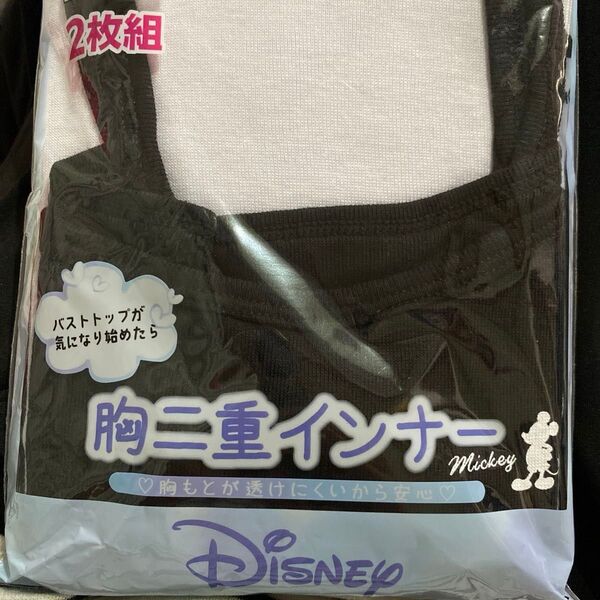 2枚組
バストトップが
気になり始めたら
胸二重インナー
Mickey
♡胸もとが透けにくいから安心♡
Disney